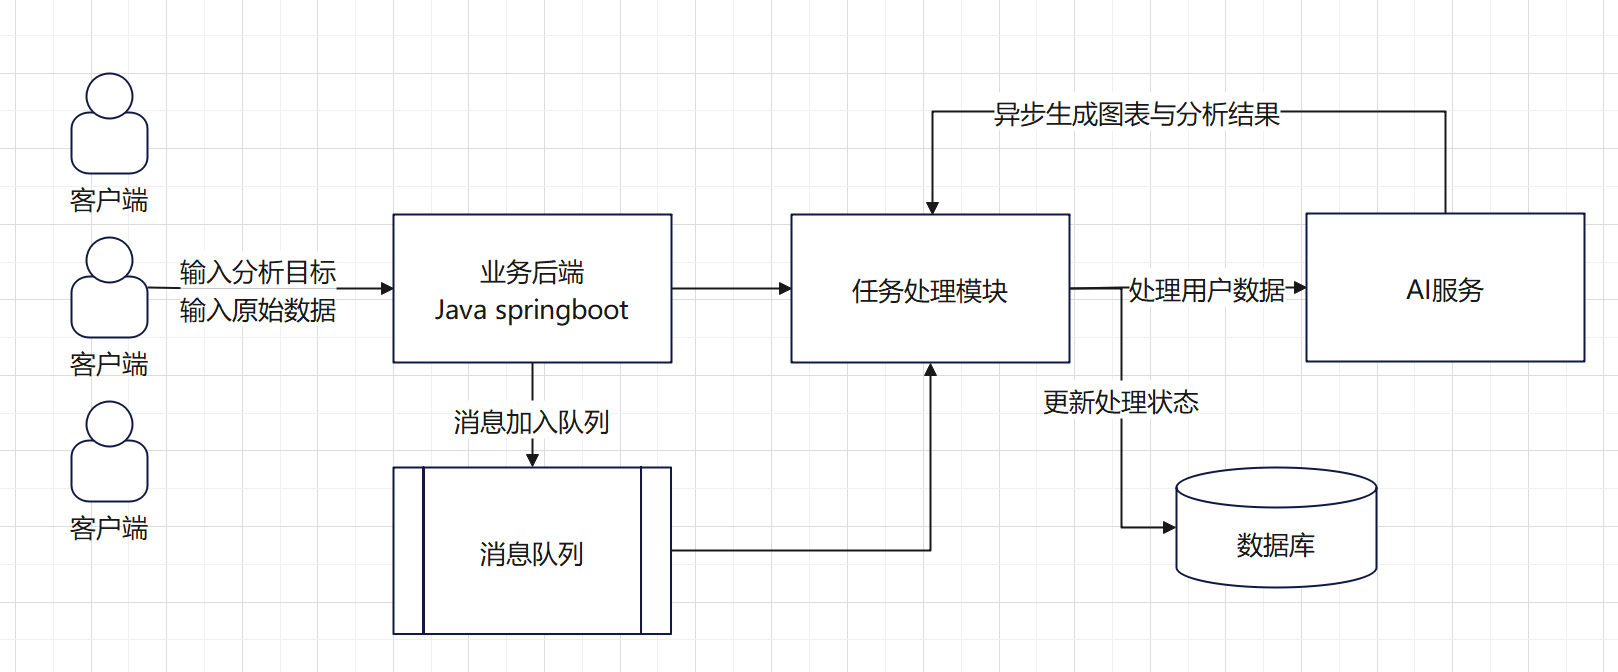 异步生成图表与分析结果
客户端
输入分析目标
输入原始数据
业务后端
Java springboot
任务处理模块
处理用户数据
AI服务
客户端
消息加入队列
更新处理状态
客户端
消息队列
数据库